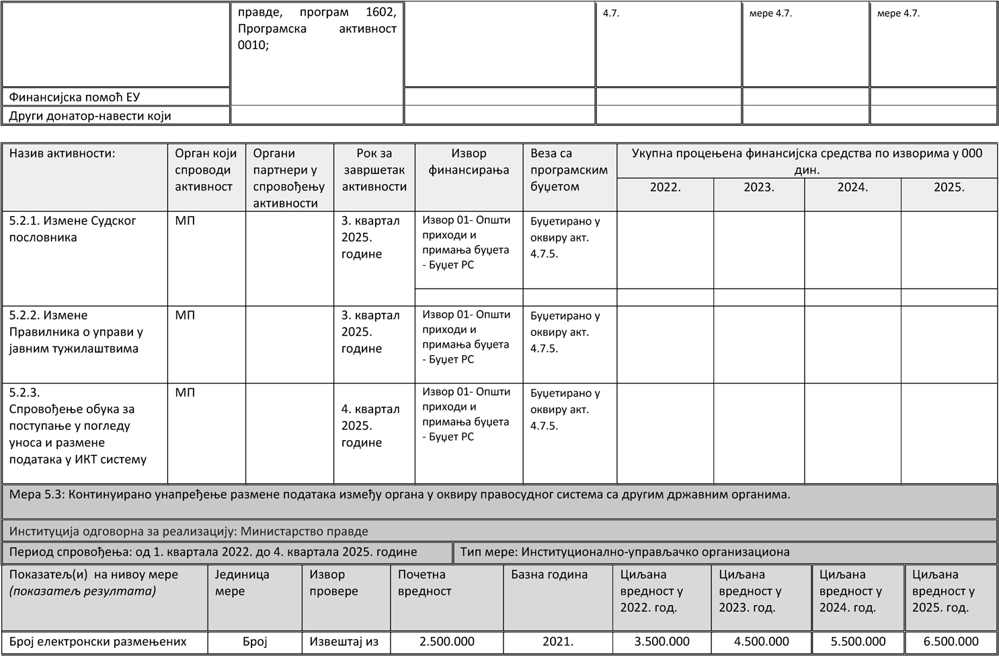 правде, програм 1602,
Програмска активност
0010;
4.7.
мере 4.7.
мере 4.7.
Финансијска помоћ ЕУ
Други донатор-навести који
Назив активности:
Орган који
спроводи
активност
Органи
партнери у
спровођењу
активности
Рок за
завршетак
активности
Извор
финансирања
Веза са
програмским
буџетом
Укупна процењена финансијска средства по изворима у 000
дин.
2022.
2023.
2024.
2025.
5.2.1. Измене Судског
пословника
МП
3. квартал
2025.
године
Извор 01- Општи
приходи и
примања буџета
- Буџет РС
Буџетирано у
оквиру акт.
4.7.5.
5.2.2. Измене
Правилника о управи у
јавним тужилаштвима
МП
3. квартал
2025.
године
Извор 01- Општи
приходи и
примања буџета
- Буџет РС
Буџетирано у
оквиру акт.
4.7.5.
5.2.3.
Спровођење обука за
поступање у погледу
уноса и размене
података у ИКТ систему
МП
4. квартал
2025.
године
Извор 01- Општи
приходи и
примања буџета
- Буџет РС
Буџетирано у
оквиру акт.
4.7.5.
Мера 5.3: Континуирано унапређење размене података између органа у оквиру правосудног система са другим државним органима.
Институција одговорна за реализацију: Министарство правде
Период спровођења: од 1. квартала 2022. до 4. квартала 2025. године
Тип мере: Институционално-управљачко организациона
Показатељ(и) на нивоу мере
(показатељ резултата)
Јединица
мере
Извор
провере
Почетна
вредност
Базна година
Циљана
вредност у
2022. год.
Циљана
вредност у
2023. год.
Циљана
вредност у
2024. год.
Циљана
вредност у
2025. год.
Број електронски размењених
Број
Извештај из
2.500.000
2021.
3.500.000
4.500.000
5.500.000
6.500.000